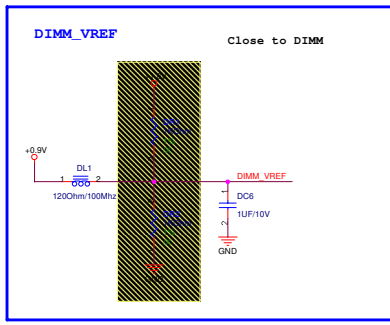 DIMM_VREF
Close to DIMM
+0.9V
DL1
1 2
120Ohm/100Mhz
DIMM_VREF
1
DC6
1UF/10V
2
GND